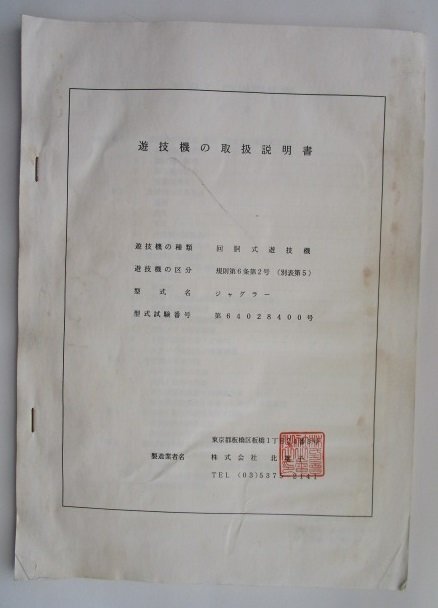 遊技機の取扱説明書
遊技機の種類 回胴式遊技機
遊技機の区分 規則第6条第2号 (別表第5)
型式名 ジャグラー
型式試験番号 第64028400号
東京都板橋区板橋1丁
製造業者名 株式会社 北電子
TEL (03)5375-2141